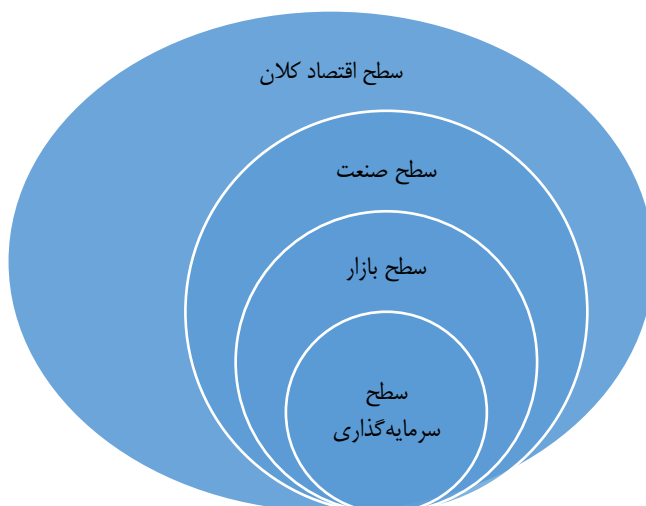 سطح اقتصاد کلان
سطح صنعت
سطح بازار
سطح
سرمایه‌گذاری